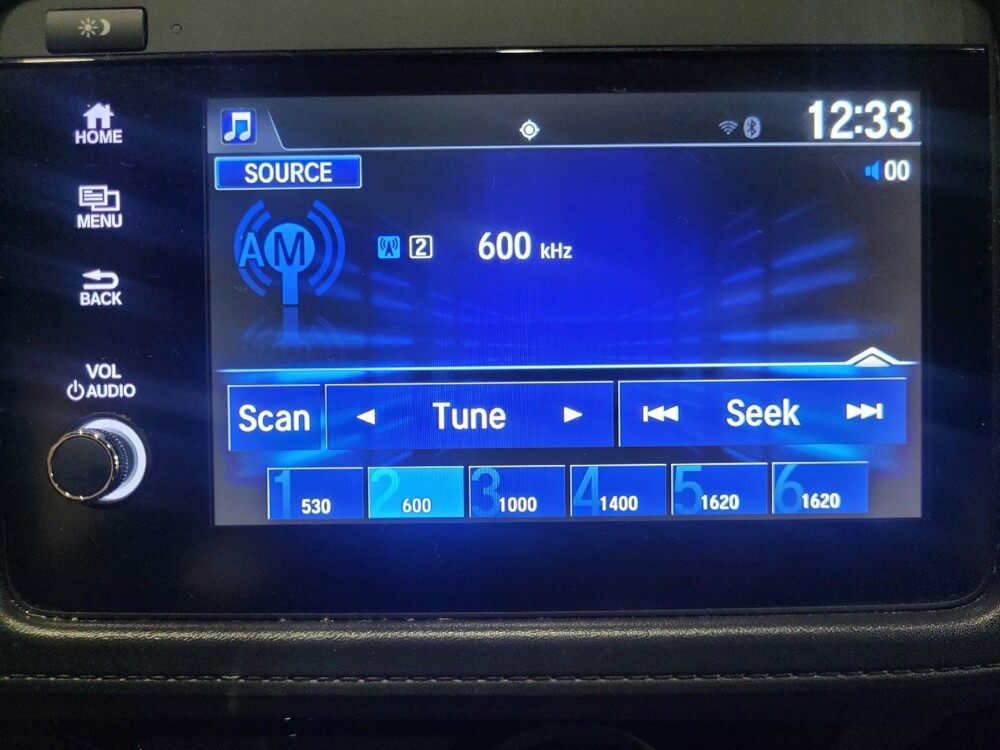 HOME
MENU
BACK
VOL
AUDIO
12:33
SOURCE
00
AM
2
600 kHz
Scan
Tune
Seek
1 530
2 600
3 1000
4 1400
5 1620
6 1620